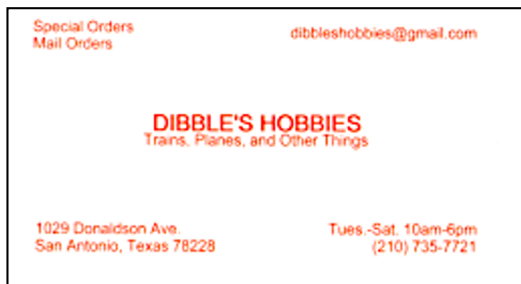 Special Orders
Mail Orders
dibbleshobbies@gmail.com
DIBBLE'S HOBBIES
Trains, Planes, and Other Things
1029 Donaldson Ave.
San Antonio, Texas 78228
Tues.-Sat. 10am-6pm
(210) 735-7721